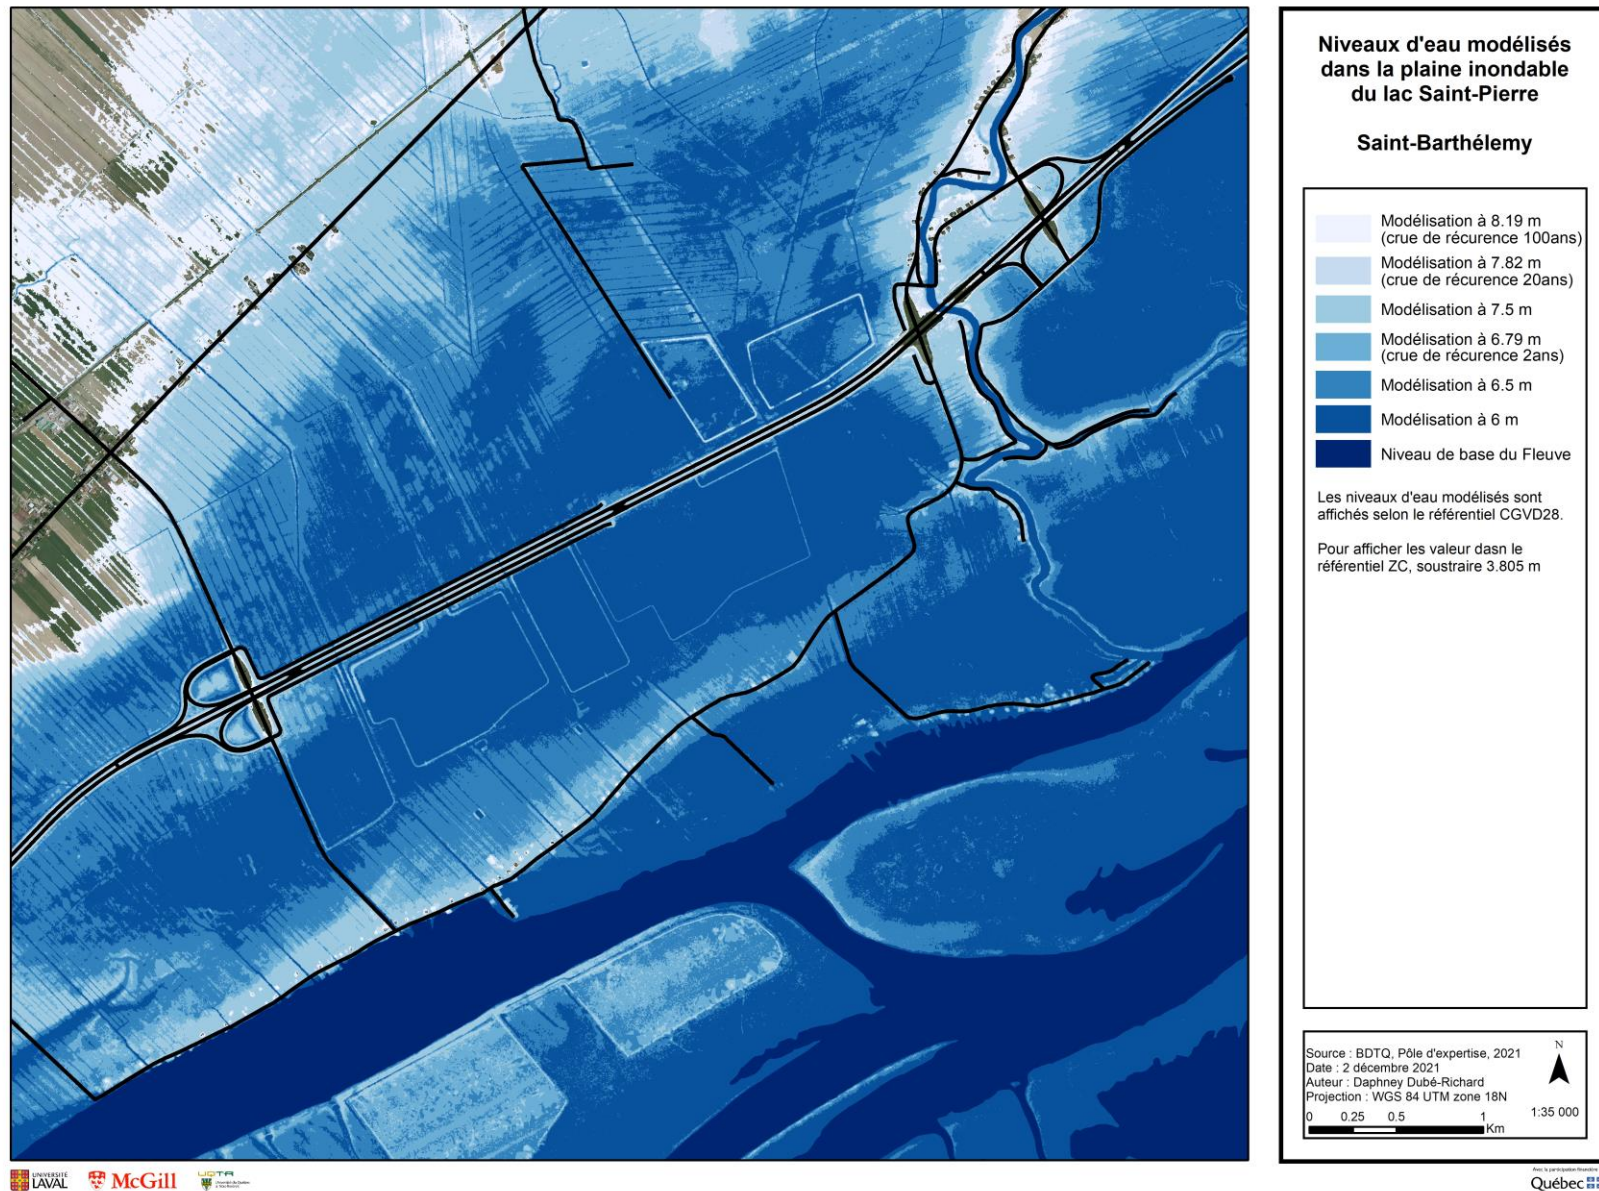 Niveaux d'eau modélisés
dans la plaine inondable
du lac Saint-Pierre
Saint-Barthélemy
Modélisation à 8.19 m
(crue de récurence 100ans)
Modélisation à 7.82 m
(crue de récurence 20ans)
Modélisation à 7.5 m
Modélisation à 6.79 m
(crue de récurence 2ans)
Modélisation à 6.5 m
Modélisation à 6 m
Niveau de base du Fleuve
Les niveaux d'eau modélisés sont
affichés selon le référentiel CGVD28.
Pour afficher les valeur dasn le
référentiel ZC, soustraire 3.805 m
Source : BDTQ, Pôle d'expertise, 2021
Date : 2 décembre 2021
Auteur : Daphney Dubé-Richard
Projection : WGS 84 UTM zone 18N
N
0 0.25 0.5 1
Km
1:35 000
UNIVERSITÉ
LAVAL
McGill
UQTR
Avec la participation financière
Québec